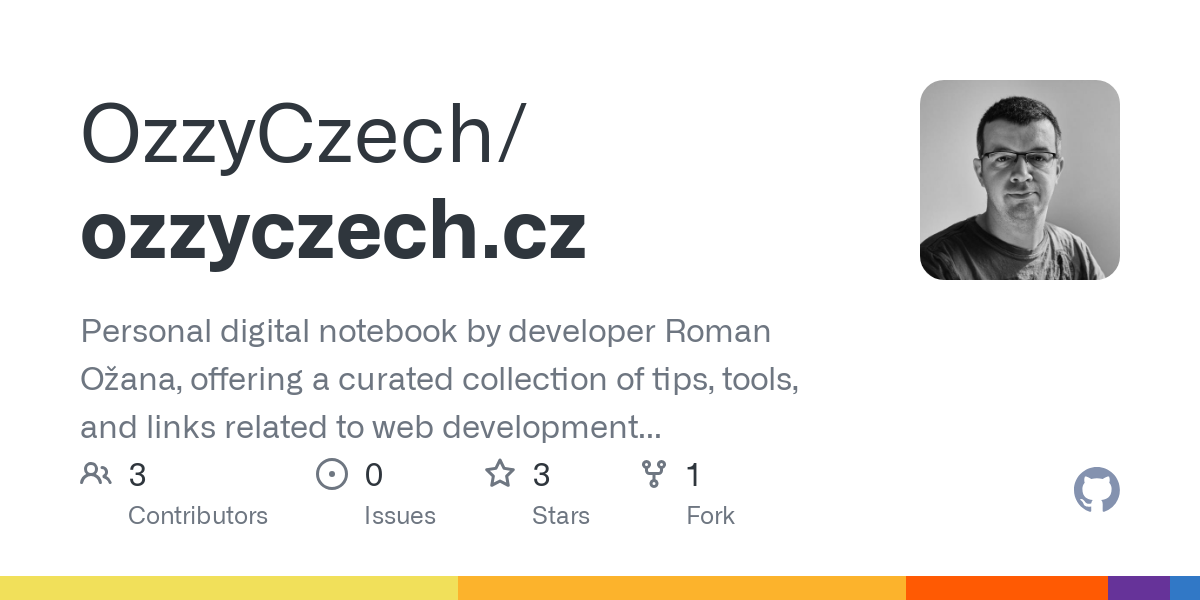 OzzyCzech/
ozzyczech.cz
Personal digital notebook by developer Roman
Ožana, offering a curated collection of tips, tools,
and links related to web development...
3 Contributors
0 Issues
3 Stars
1 Fork